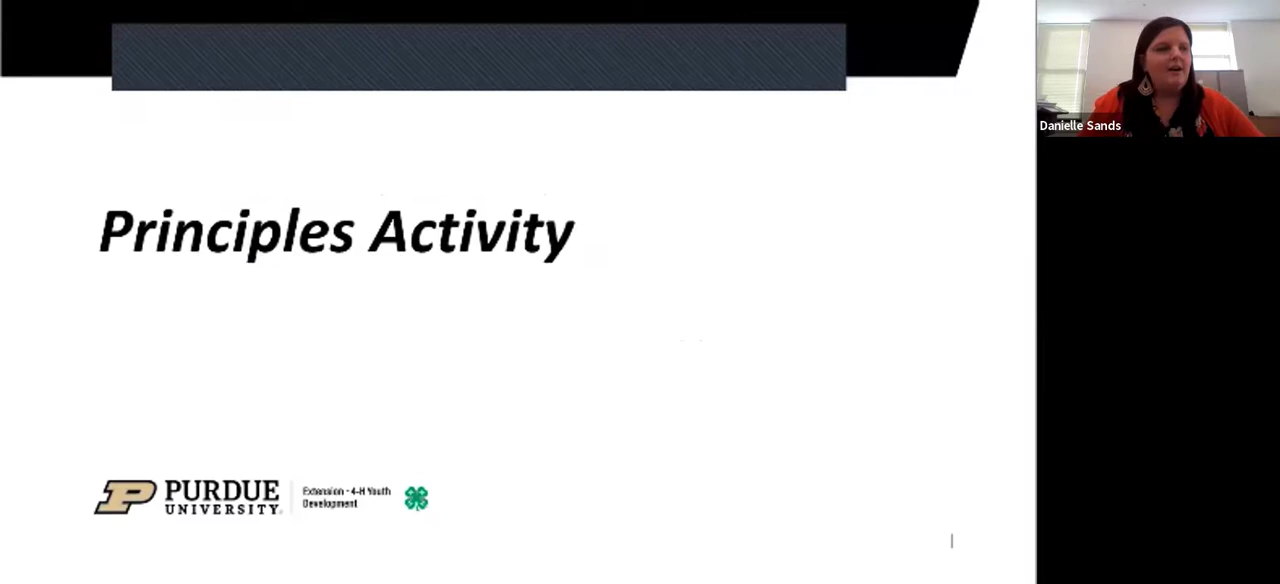 Principles Activity
PURDUE
UNIVERSITY
Extension - 4-H Youth
Development
Danielle Sands